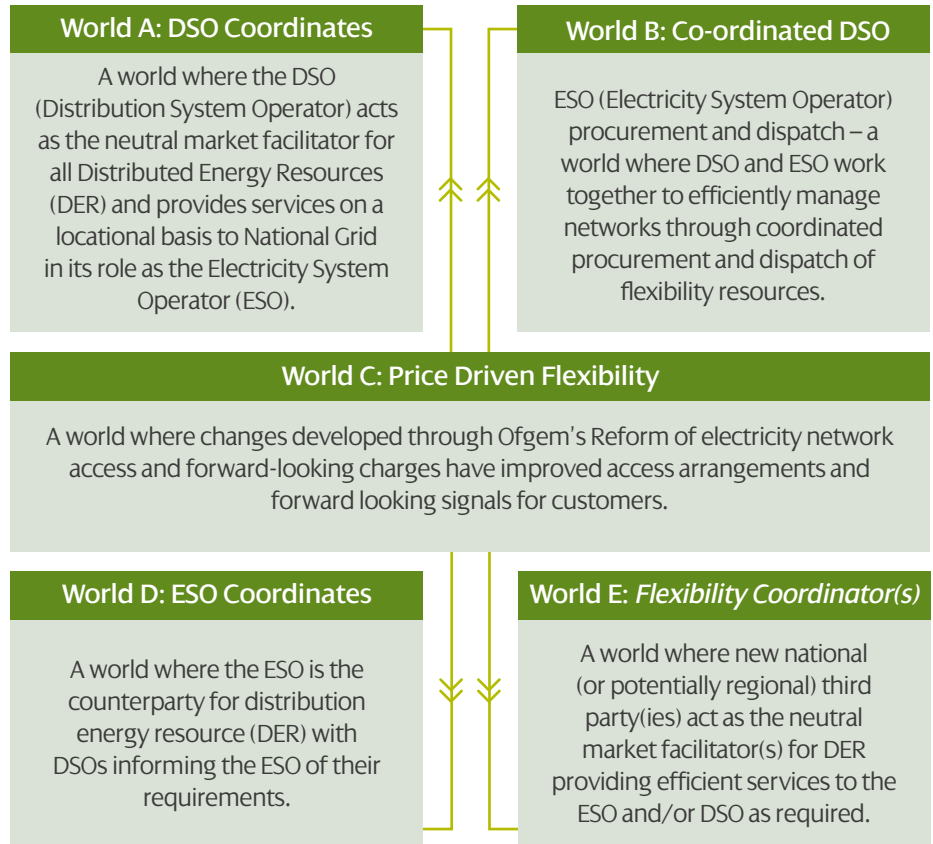 World A: DSO Coordinates
A world where the DSO
(Distribution System Operator) acts
as the neutral market facilitator for
all Distributed Energy Resources
(DER) and provides services on a
locational basis to National Grid
in its role as the Electricity System
Operator (ESO).
World B: Co-ordinated DSO
ESO (Electricity System Operator)
procurement and dispatch – a
world where DSO and ESO work
together to efficiently manage
networks through coordinated
procurement and dispatch of
flexibility resources.
World C: Price Driven Flexibility
A world where changes developed through Ofgem's Reform of electricity network
access and forward-looking charges have improved access arrangements and
forward looking signals for customers.
World D: ESO Coordinates
A world where the ESO is the
counterparty for distribution
energy resource (DER) with
DSOs informing the ESO of their
requirements.
World E: Flexibility Coordinator(s)
A world where new national
(or potentially regional) third
party(ies) act as the neutral
market facilitator(s) for DER
providing efficient services to the
ESO and/or DSO as required.